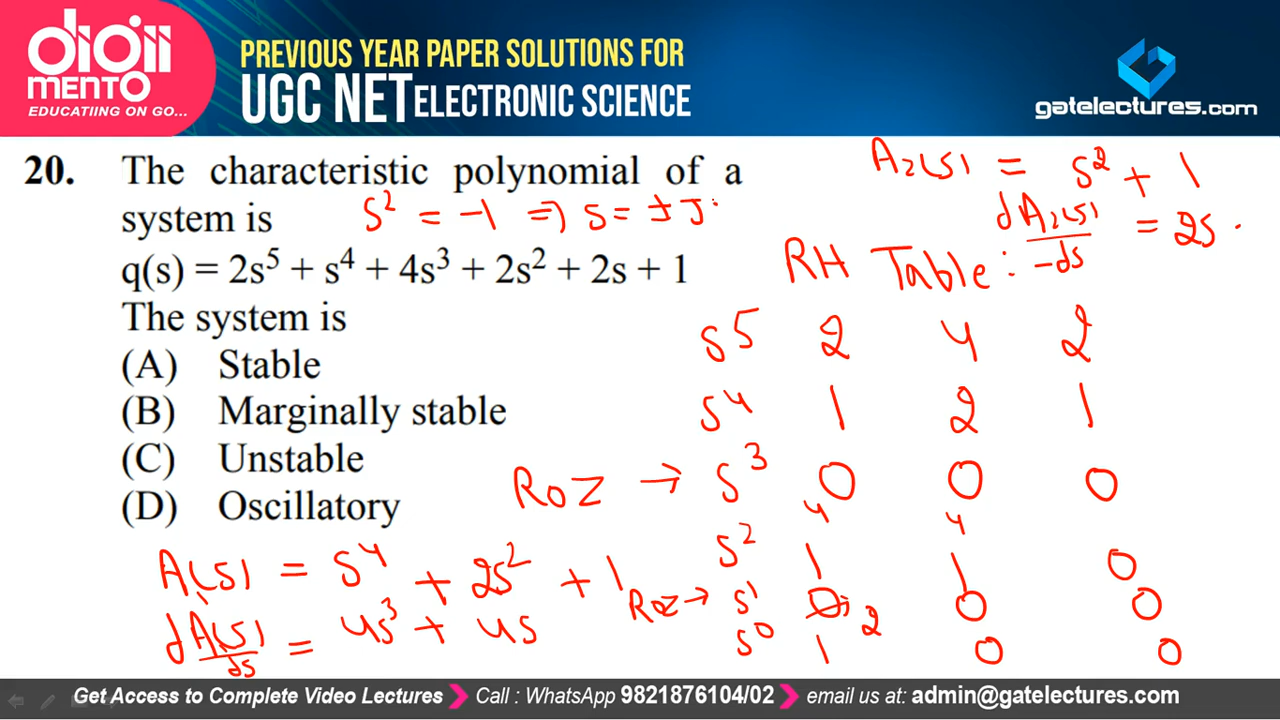 digii
MENTO
EDUCATIING ON GO...
PREVIOUS YEAR PAPER SOLUTIONS FOR
UGC NET ELECTRONIC SCIENCE
gatelectures.com
20. The characteristic polynomial of a
system is
q(s) = 2s⁵ + s⁴ + 4s³ + 2s² + 2s + 1
The system is
(A) Stable
(B) Marginally stable
(C) Unstable
(D) Oscillatory
S² = -1 ⇒ S = ± J
A₂(S) = S² + 1
dA₂(S)/ds = 2S
RH Table :
S⁵ 2 4 2
S⁴ 1 2 1
ROZ → S³ 0 0 0
4 4
S² 1 1 0
ROZ → S¹ 0 2 0 0
S⁰ 1 0 0
A₁(S) = S⁴ + 2S² + 1
dA₁(S)/ds = 4S³ + 4S
Get Access to Complete Video Lectures Call : WhatsApp 9821876104/02 email us at: admin@gatelectures.com